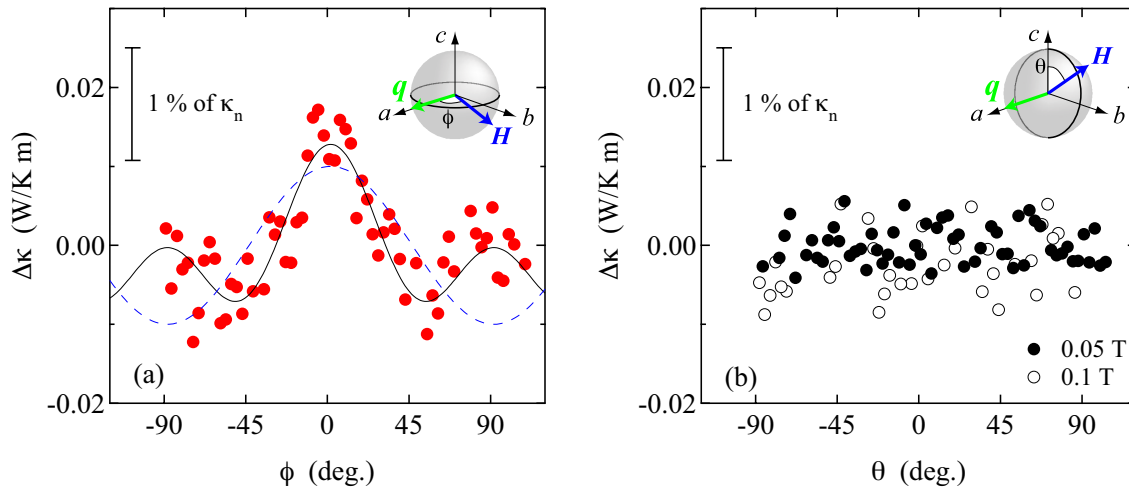 0.02
0.00
-0.02
Δκ (W/K m)
1 % of κn
c
q
a
ϕ
b
H
(a)
-90 -45 0 45 90
ϕ (deg.)
0.02
0.00
-0.02
Δκ (W/K m)
1 % of κn
c
θ
H
q
a
b
0.05 T
0.1 T
(b)
-90 -45 0 45 90
θ (deg.)